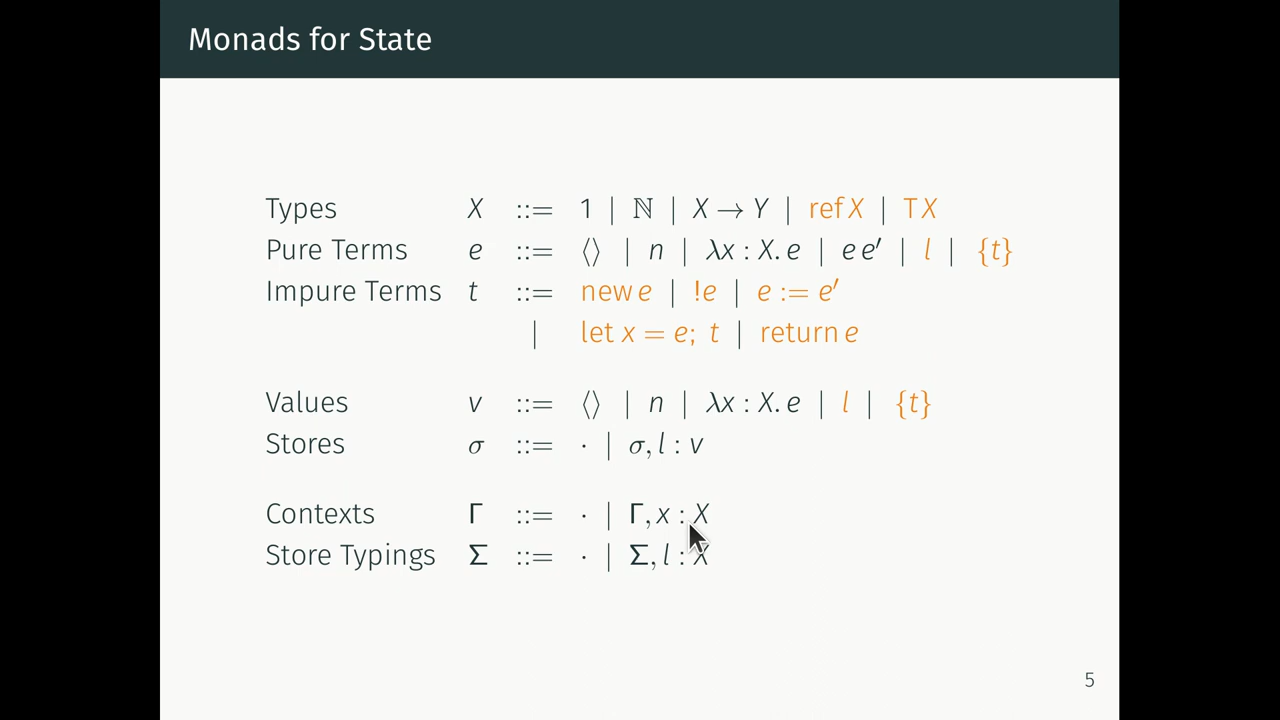 Monads for State
Types X ::= 1 | ℕ | X → Y | ref X | T X
Pure Terms e ::= ⟨⟩ | n | λx : X. e | e e′ | l | {t}
Impure Terms t ::= new e | !e | e := e′
| let x = e; t | return e
Values v ::= ⟨⟩ | n | λx : X. e | l | {t}
Stores σ ::= · | σ, l : v
Contexts Γ ::= · | Γ, x : X
Store Typings Σ ::= · | Σ, l : X
5